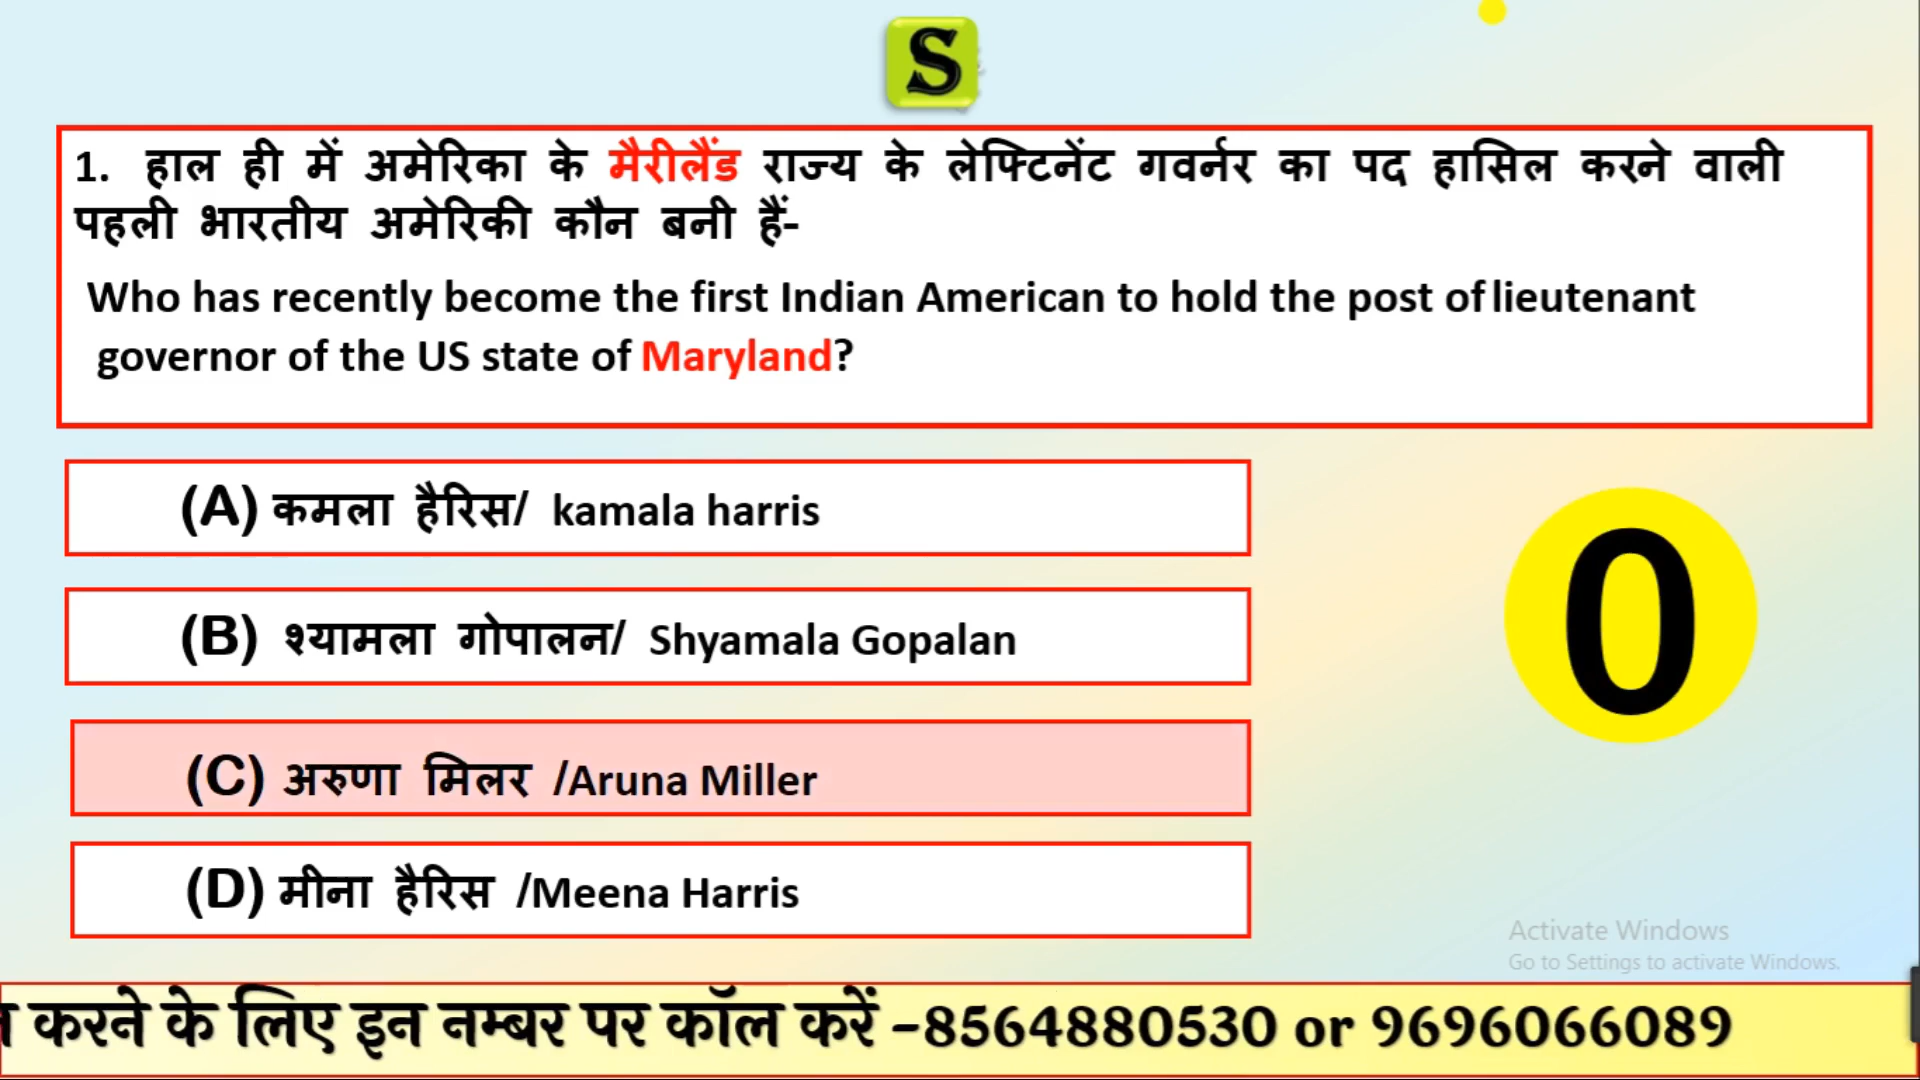 S
1. हाल ही में अमेरिका के मैरीलैंड राज्य के लेफ्टिनेंट गवर्नर का पद हासिल करने वाली
पहली भारतीय अमेरिकी कौन बनी हैं-
Who has recently become the first Indian American to hold the post of lieutenant
governor of the US state of Maryland?
(A) कमला हैरिस/ kamala harris
(B) श्यामला गोपालन/ Shyamala Gopalan
0
(C) अरुणा मिलर /Aruna Miller
(D) मीना हैरिस /Meena Harris
Activate Windows
Go to Settings to activate Windows.
करने के लिए इन नम्बर पर कॉल करें –8564880530 or 9696066089